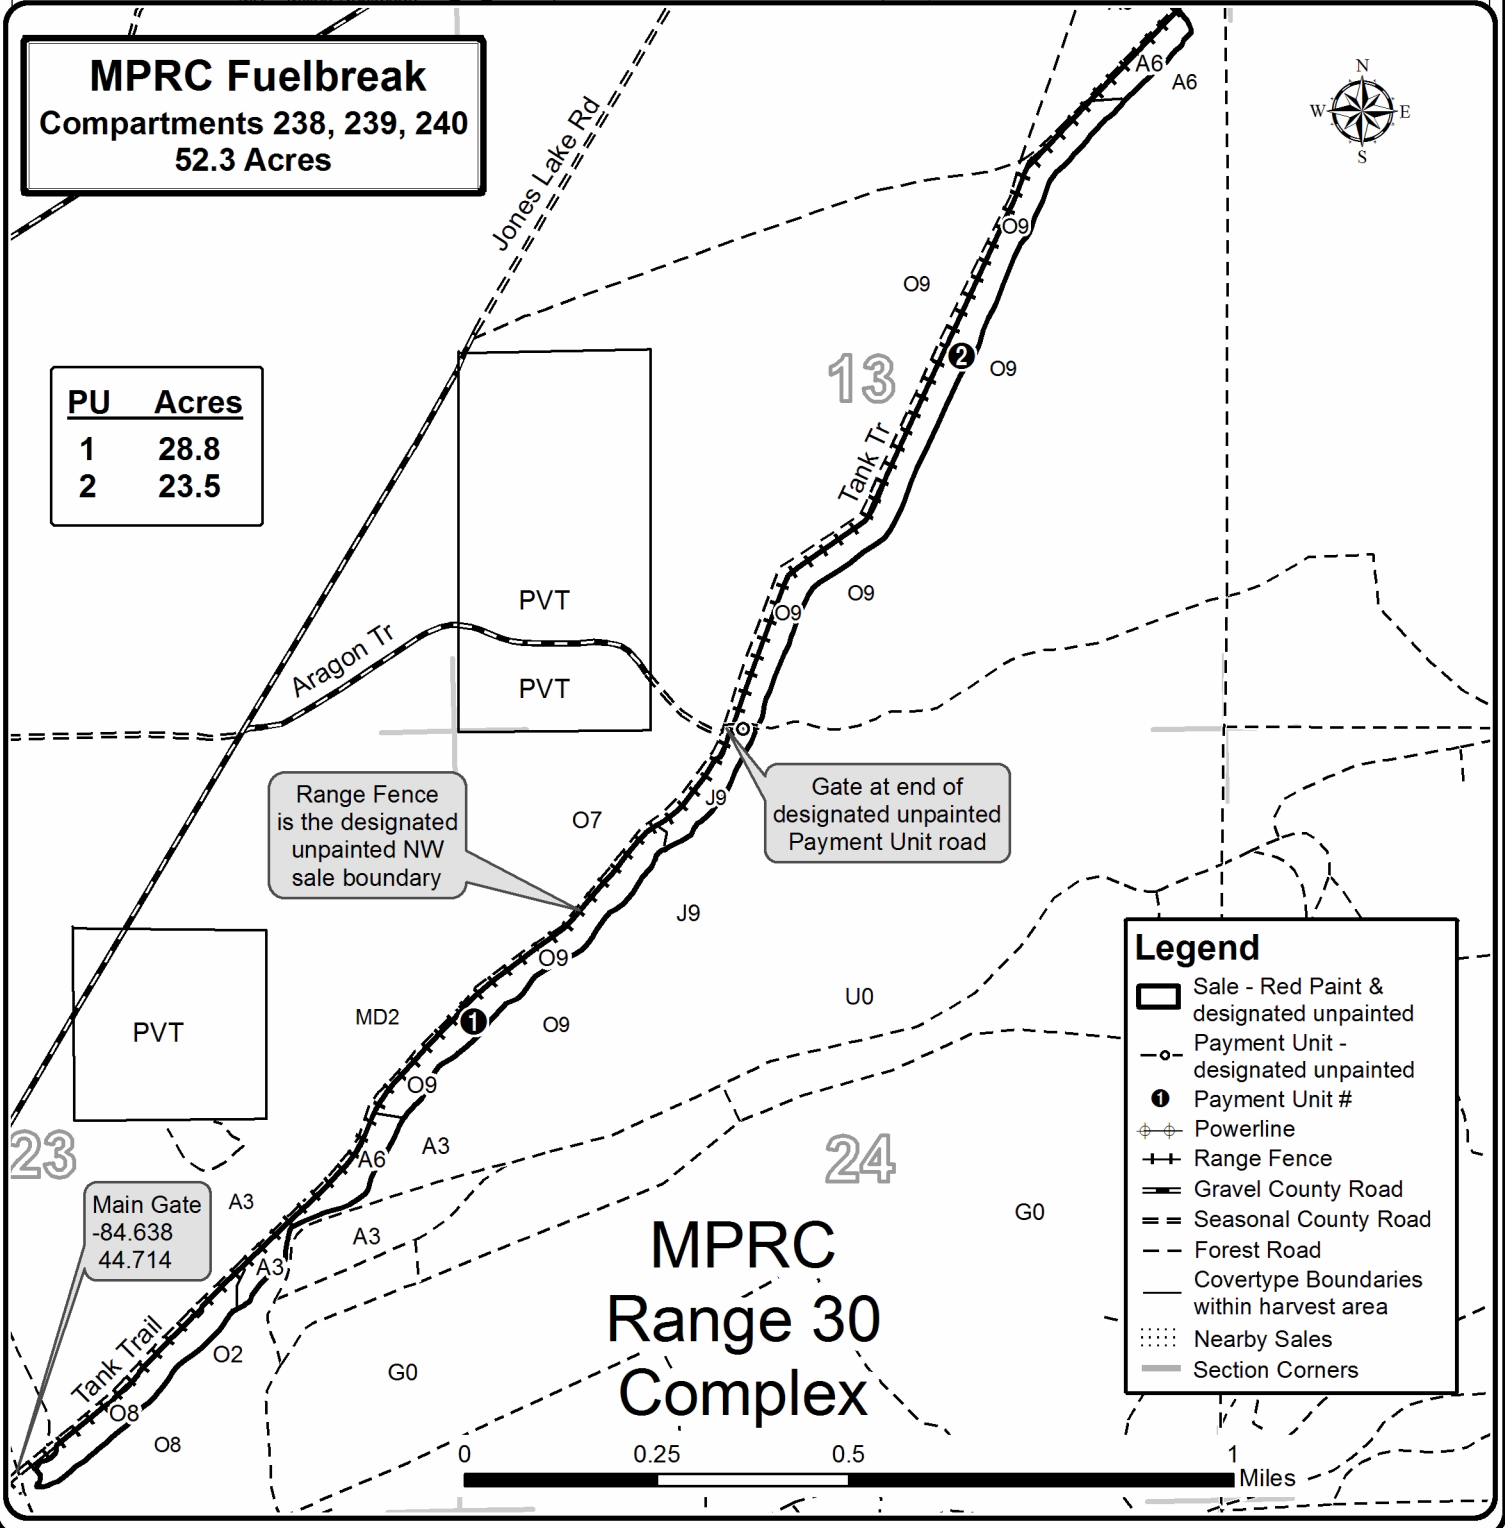 MPRC Fuelbreak
Compartments 238, 239, 240
52.3 Acres
Jones Lake Rd
A6
A6
N
W E
S
O9
O9
O9
2
13
PU Acres
1 28.8
2 23.5
Tank Tr
PVT
O9
O9
Aragon Tr
PVT
Range Fence
is the designated
unpainted NW
sale boundary
Gate at end of
designated unpainted
Payment Unit road
J9
O7
J9
O9
U0
MD2
1
O9
PVT
O9
A3
A6
23
24
Main Gate
-84.638
44.714
A3
A3
G0
A3
MPRC
Range 30
Complex
Tank Trail
O2
G0
O8
O8
Legend
Sale - Red Paint &
designated unpainted
Payment Unit -
designated unpainted
1 Payment Unit #
Powerline
Range Fence
Gravel County Road
Seasonal County Road
Forest Road
Covertype Boundaries
within harvest area
Nearby Sales
Section Corners
0 0.25 0.5 1
Miles